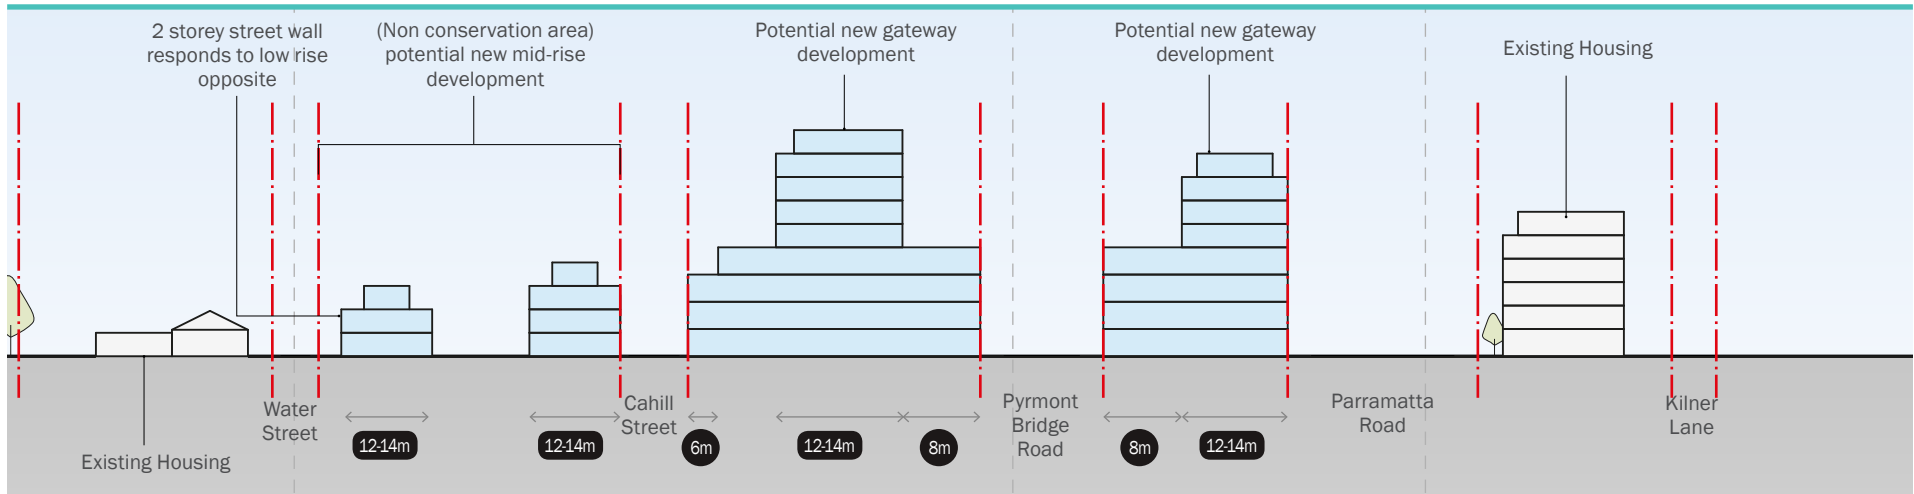 2 storey street wall
responds to low rise
opposite
(Non conservation area)
potential new mid-rise
development
Potential new gateway
development
Potential new gateway
development
Existing Housing
Water
Street
Cahill
Street
Pyrmont
Bridge
Road
Parramatta
Road
Kilner
Lane
12-14m
12-14m
6m
12-14m
8m
8m
12-14m
Existing Housing